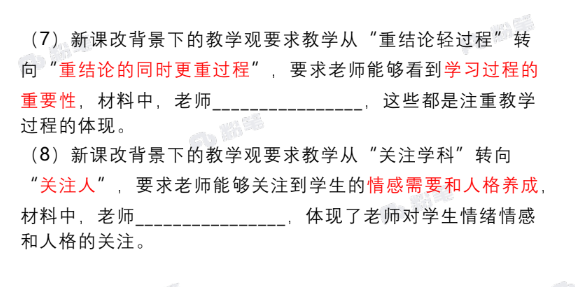 （7）新课改背景下的教学观要求教学从“重结论轻过程”转
向“重结论的同时更重过程”，要求老师能够看到学习过程的
重要性，材料中，老师________________，这些都是注重教学
过程的体现。
（8）新课改背景下的教学观要求教学从“关注学科”转向
“关注人”，要求老师能够关注到学生的情感需要和人格养成，
材料中，老师________________，体现了老师对学生情绪情感
和人格的关注。
粉笔
粉笔
粉笔
粉笔